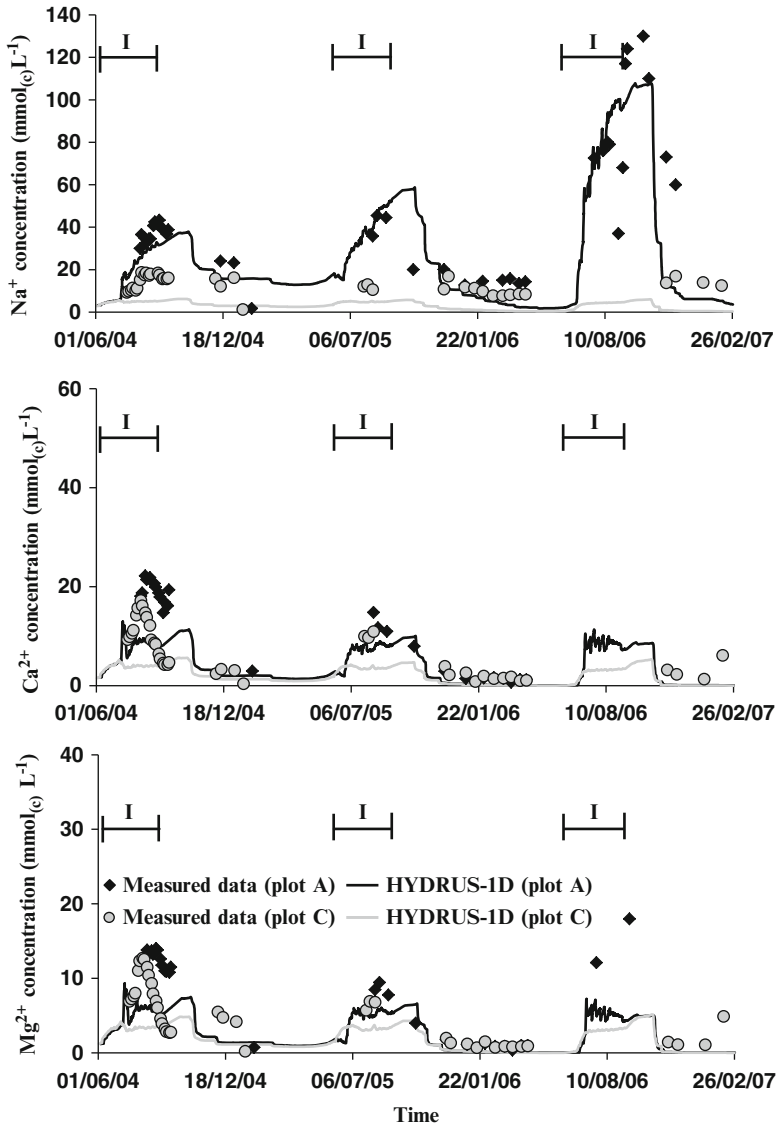 Na⁺ concentration (mmol₍c₎L⁻¹)
140
120
100
80
60
40
20
0
I I I
01/06/04 18/12/04 06/07/05 22/01/06 10/08/06 26/02/07
Ca²⁺ concentration (mmol₍c₎L⁻¹)
60
40
20
0
I I I
01/06/04 18/12/04 06/07/05 22/01/06 10/08/06 26/02/07
Mg²⁺ concentration (mmol₍c₎ L⁻¹)
40
30
20
10
0
I I I
Measured data (plot A) HYDRUS-1D (plot A)
Measured data (plot C) HYDRUS-1D (plot C)
01/06/04 18/12/04 06/07/05 22/01/06 10/08/06 26/02/07
Time